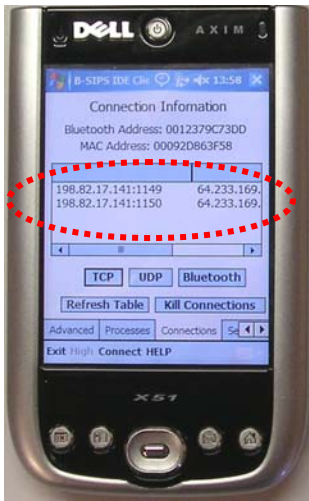 DELL AXIM
B-SIPS IDE Clie 13:58
Connection Infomation
Bluetooth Address: 0012379C73DD
MAC Address: 00092D863F58
198.82.17.141:1149 64.233.169.
198.82.17.141:1150 64.233.169.
TCP UDP Bluetooth
Refresh Table Kill Connections
Advanced Processes Connections Se
Exit High Connect HELP
X51